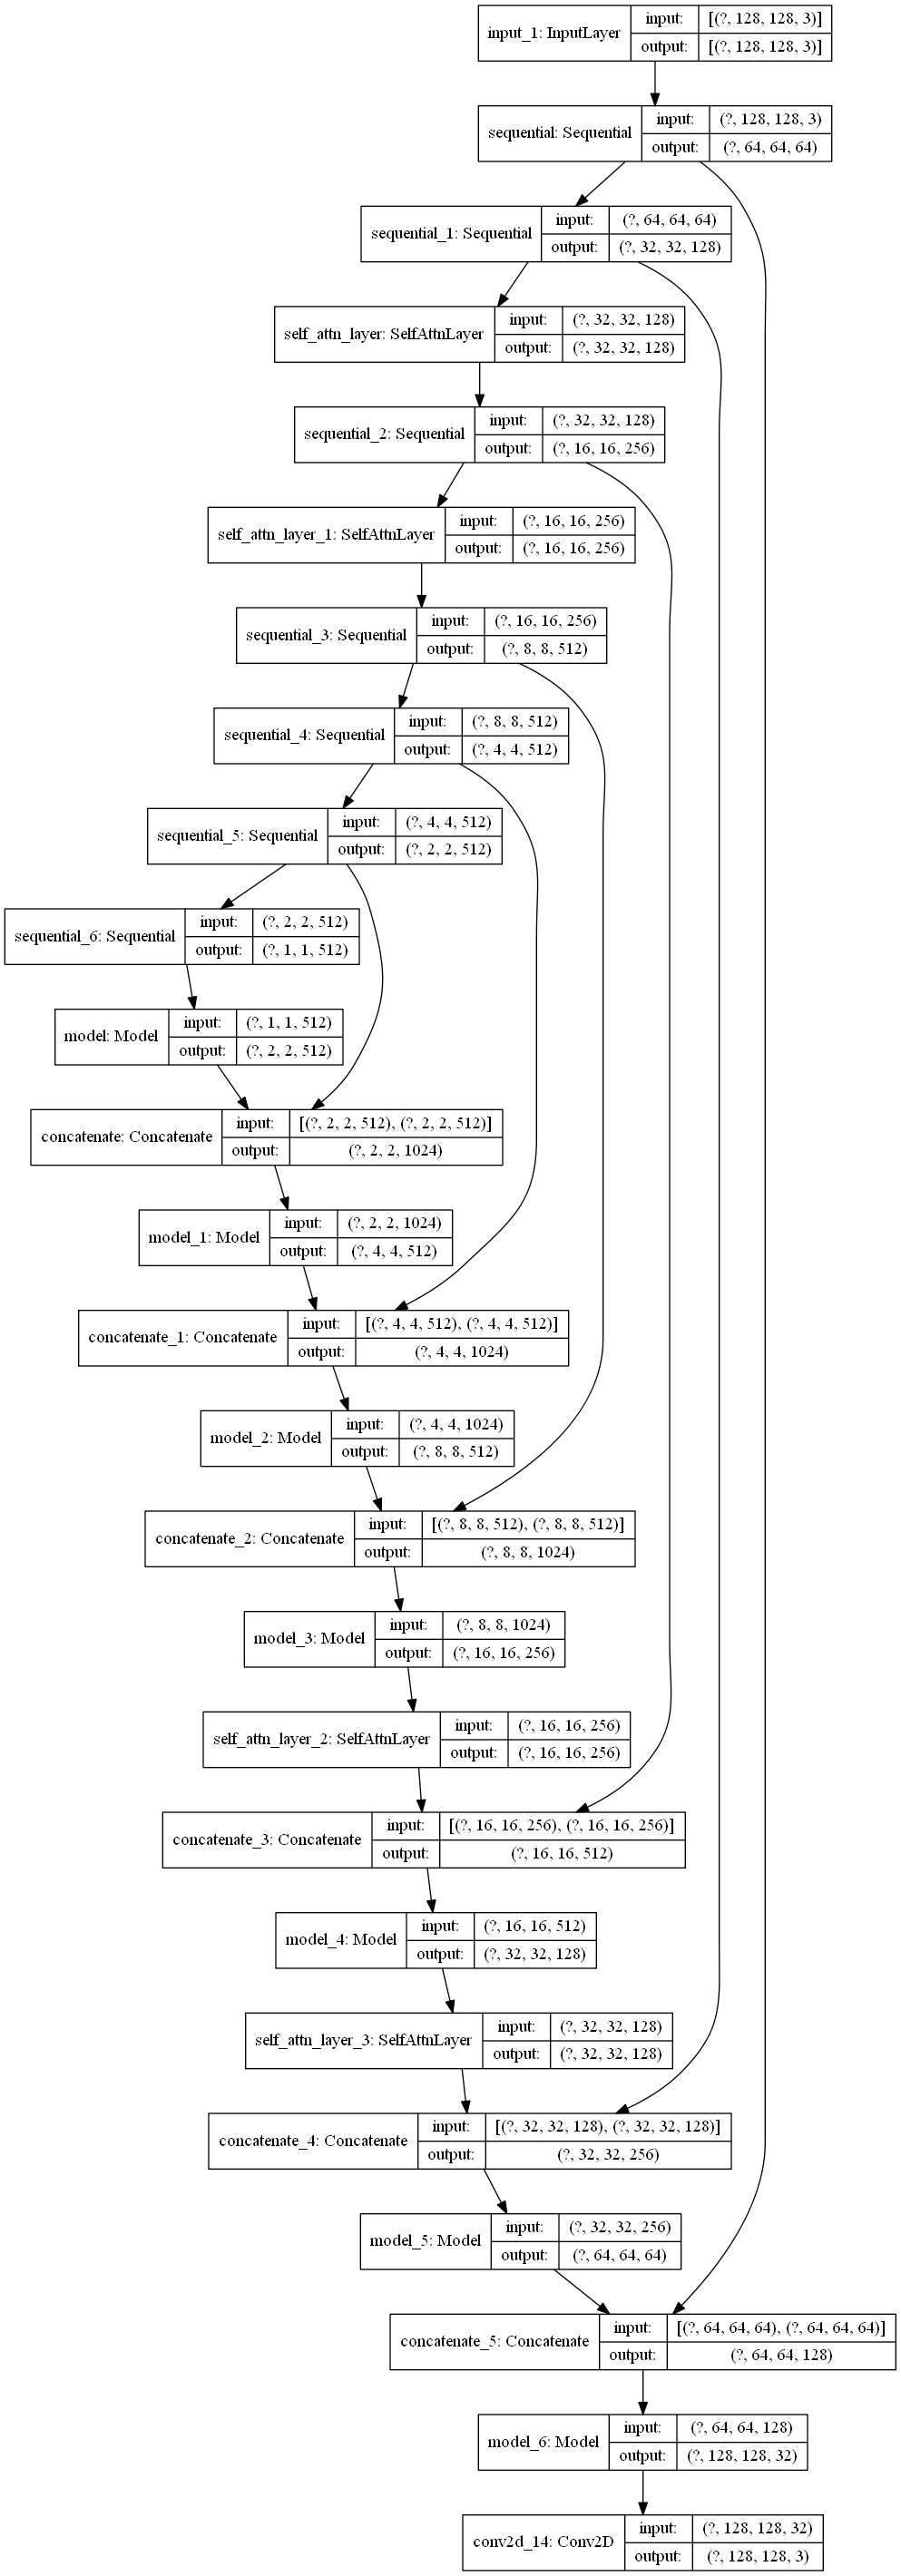 input_1: InputLayer
input:
[(?, 128, 128, 3)]
output:
[(?, 128, 128, 3)]
sequential: Sequential
input:
(?, 128, 128, 3)
output:
(?, 64, 64, 64)
sequential_1: Sequential
input:
(?, 64, 64, 64)
output:
(?, 32, 32, 128)
self_attn_layer: SelfAttnLayer
input:
(?, 32, 32, 128)
output:
(?, 32, 32, 128)
sequential_2: Sequential
input:
(?, 32, 32, 128)
output:
(?, 16, 16, 256)
self_attn_layer_1: SelfAttnLayer
input:
(?, 16, 16, 256)
output:
(?, 16, 16, 256)
sequential_3: Sequential
input:
(?, 16, 16, 256)
output:
(?, 8, 8, 512)
sequential_4: Sequential
input:
(?, 8, 8, 512)
output:
(?, 4, 4, 512)
sequential_5: Sequential
input:
(?, 4, 4, 512)
output:
(?, 2, 2, 512)
sequential_6: Sequential
input:
(?, 2, 2, 512)
output:
(?, 1, 1, 512)
model: Model
input:
(?, 1, 1, 512)
output:
(?, 2, 2, 512)
concatenate: Concatenate
input:
[(?, 2, 2, 512), (?, 2, 2, 512)]
output:
(?, 2, 2, 1024)
model_1: Model
input:
(?, 2, 2, 1024)
output:
(?, 4, 4, 512)
concatenate_1: Concatenate
input:
[(?, 4, 4, 512), (?, 4, 4, 512)]
output:
(?, 4, 4, 1024)
model_2: Model
input:
(?, 4, 4, 1024)
output:
(?, 8, 8, 512)
concatenate_2: Concatenate
input:
[(?, 8, 8, 512), (?, 8, 8, 512)]
output:
(?, 8, 8, 1024)
model_3: Model
input:
(?, 8, 8, 1024)
output:
(?, 16, 16, 256)
self_attn_layer_2: SelfAttnLayer
input:
(?, 16, 16, 256)
output:
(?, 16, 16, 256)
concatenate_3: Concatenate
input:
[(?, 16, 16, 256), (?, 16, 16, 256)]
output:
(?, 16, 16, 512)
model_4: Model
input:
(?, 16, 16, 512)
output:
(?, 32, 32, 128)
self_attn_layer_3: SelfAttnLayer
input:
(?, 32, 32, 128)
output:
(?, 32, 32, 128)
concatenate_4: Concatenate
input:
[(?, 32, 32, 128), (?, 32, 32, 128)]
output:
(?, 32, 32, 256)
model_5: Model
input:
(?, 32, 32, 256)
output:
(?, 64, 64, 64)
concatenate_5: Concatenate
input:
[(?, 64, 64, 64), (?, 64, 64, 64)]
output:
(?, 64, 64, 128)
model_6: Model
input:
(?, 64, 64, 128)
output:
(?, 128, 128, 32)
conv2d_14: Conv2D
input:
(?, 128, 128, 32)
output:
(?, 128, 128, 3)